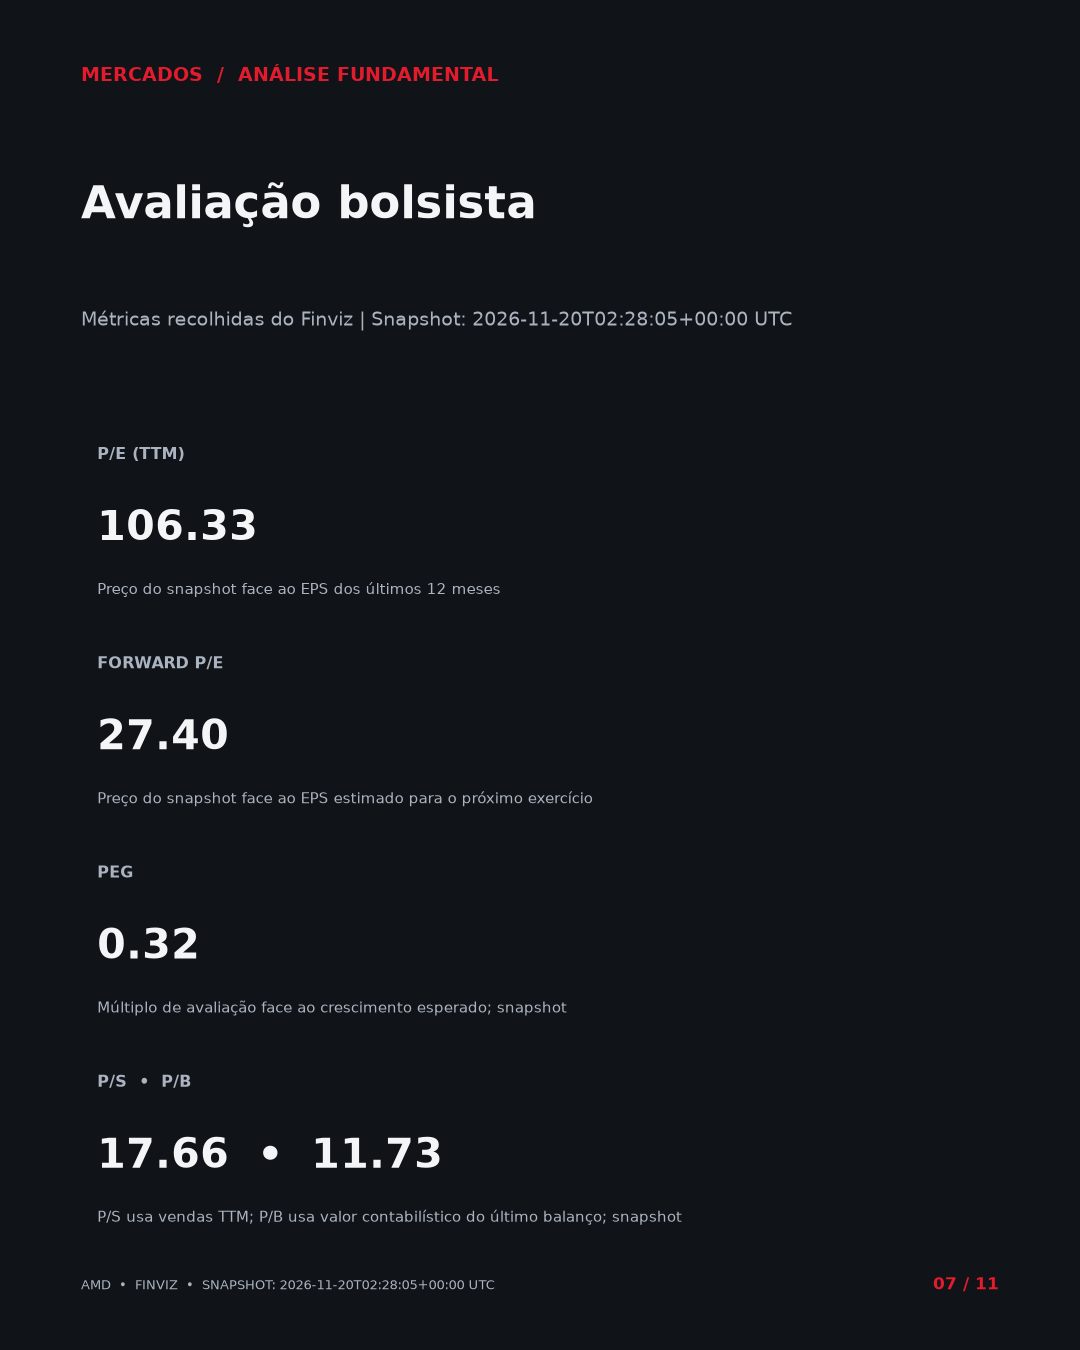 MERCADOS / ANÁLISE FUNDAMENTAL
Avaliação bolsista
Métricas recolhidas do Finviz | Snapshot: 2026-11-20T02:28:05+00:00 UTC
P/E (TTM)
106.33
Preço do snapshot face ao EPS dos últimos 12 meses
FORWARD P/E
27.40
Preço do snapshot face ao EPS estimado para o próximo exercício
PEG
0.32
Múltiplo de avaliação face ao crescimento esperado; snapshot
P/S • P/B
17.66 • 11.73
P/S usa vendas TTM; P/B usa valor contabilístico do último balanço; snapshot
AMD • FINVIZ • SNAPSHOT: 2026-11-20T02:28:05+00:00 UTC
07 / 11